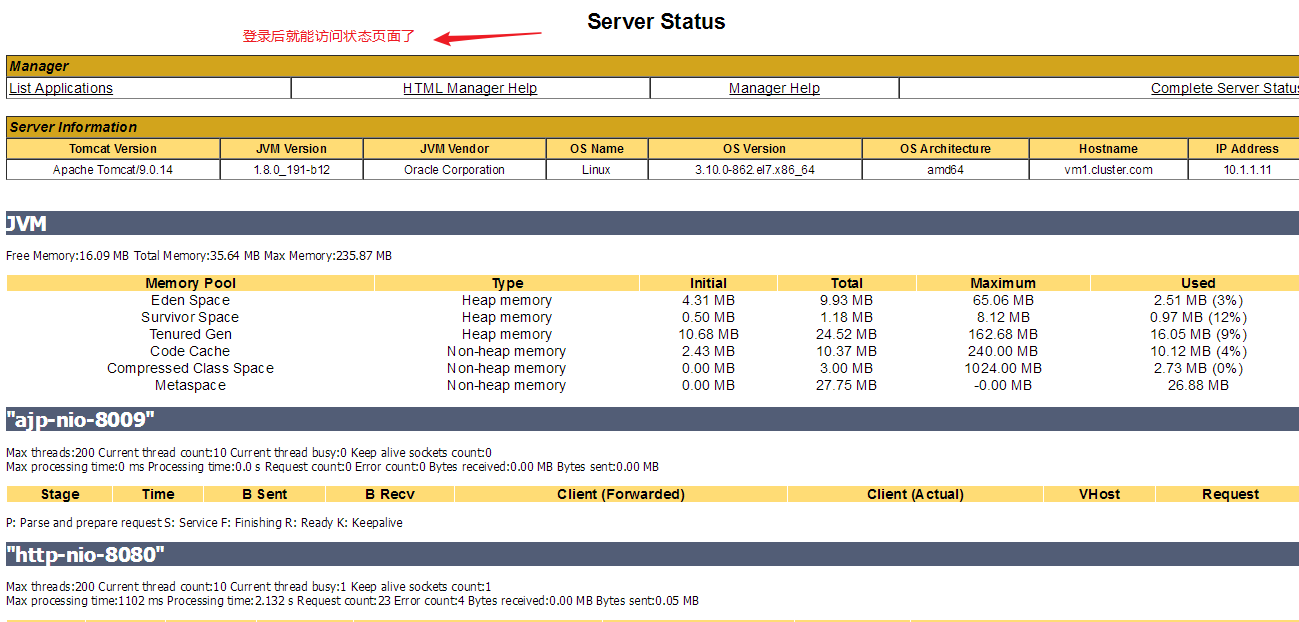 Server Status
登录后就能访问状态页面了
Manager
List Applications HTML Manager Help Manager Help Complete Server Status
Server Information
Tomcat Version JVM Version JVM Vendor OS Name OS Version OS Architecture Hostname IP Address
Apache Tomcat/9.0.14 1.8.0_191-b12 Oracle Corporation Linux 3.10.0-862.el7.x86_64 amd64 vm1.cluster.com 10.1.1.11
JVM
Free Memory:16.09 MB Total Memory:35.64 MB Max Memory:235.87 MB
Memory Pool Type Initial Total Maximum Used
Eden Space Heap memory 4.31 MB 9.93 MB 65.06 MB 2.51 MB (3%)
Survivor Space Heap memory 0.50 MB 1.18 MB 8.12 MB 0.97 MB (12%)
Tenured Gen Heap memory 10.68 MB 24.52 MB 162.68 MB 16.05 MB (9%)
Code Cache Non-heap memory 2.43 MB 10.37 MB 240.00 MB 10.12 MB (4%)
Compressed Class Space Non-heap memory 0.00 MB 3.00 MB 1024.00 MB 2.73 MB (0%)
Metaspace Non-heap memory 0.00 MB 27.75 MB -0.00 MB 26.88 MB
"ajp-nio-8009"
Max threads:200 Current thread count:10 Current thread busy:0 Keep alive sockets count:0
Max processing time:0 ms Processing time:0.0 s Request count:0 Error count:0 Bytes received:0.00 MB Bytes sent:0.00 MB
Stage Time B Sent B Recv Client (Forwarded) Client (Actual) VHost Request
P: Parse and prepare request S: Service F: Finishing R: Ready K: Keepalive
"http-nio-8080"
Max threads:200 Current thread count:10 Current thread busy:1 Keep alive sockets count:1
Max processing time:1102 ms Processing time:2.132 s Request count:23 Error count:4 Bytes received:0.00 MB Bytes sent:0.05 MB